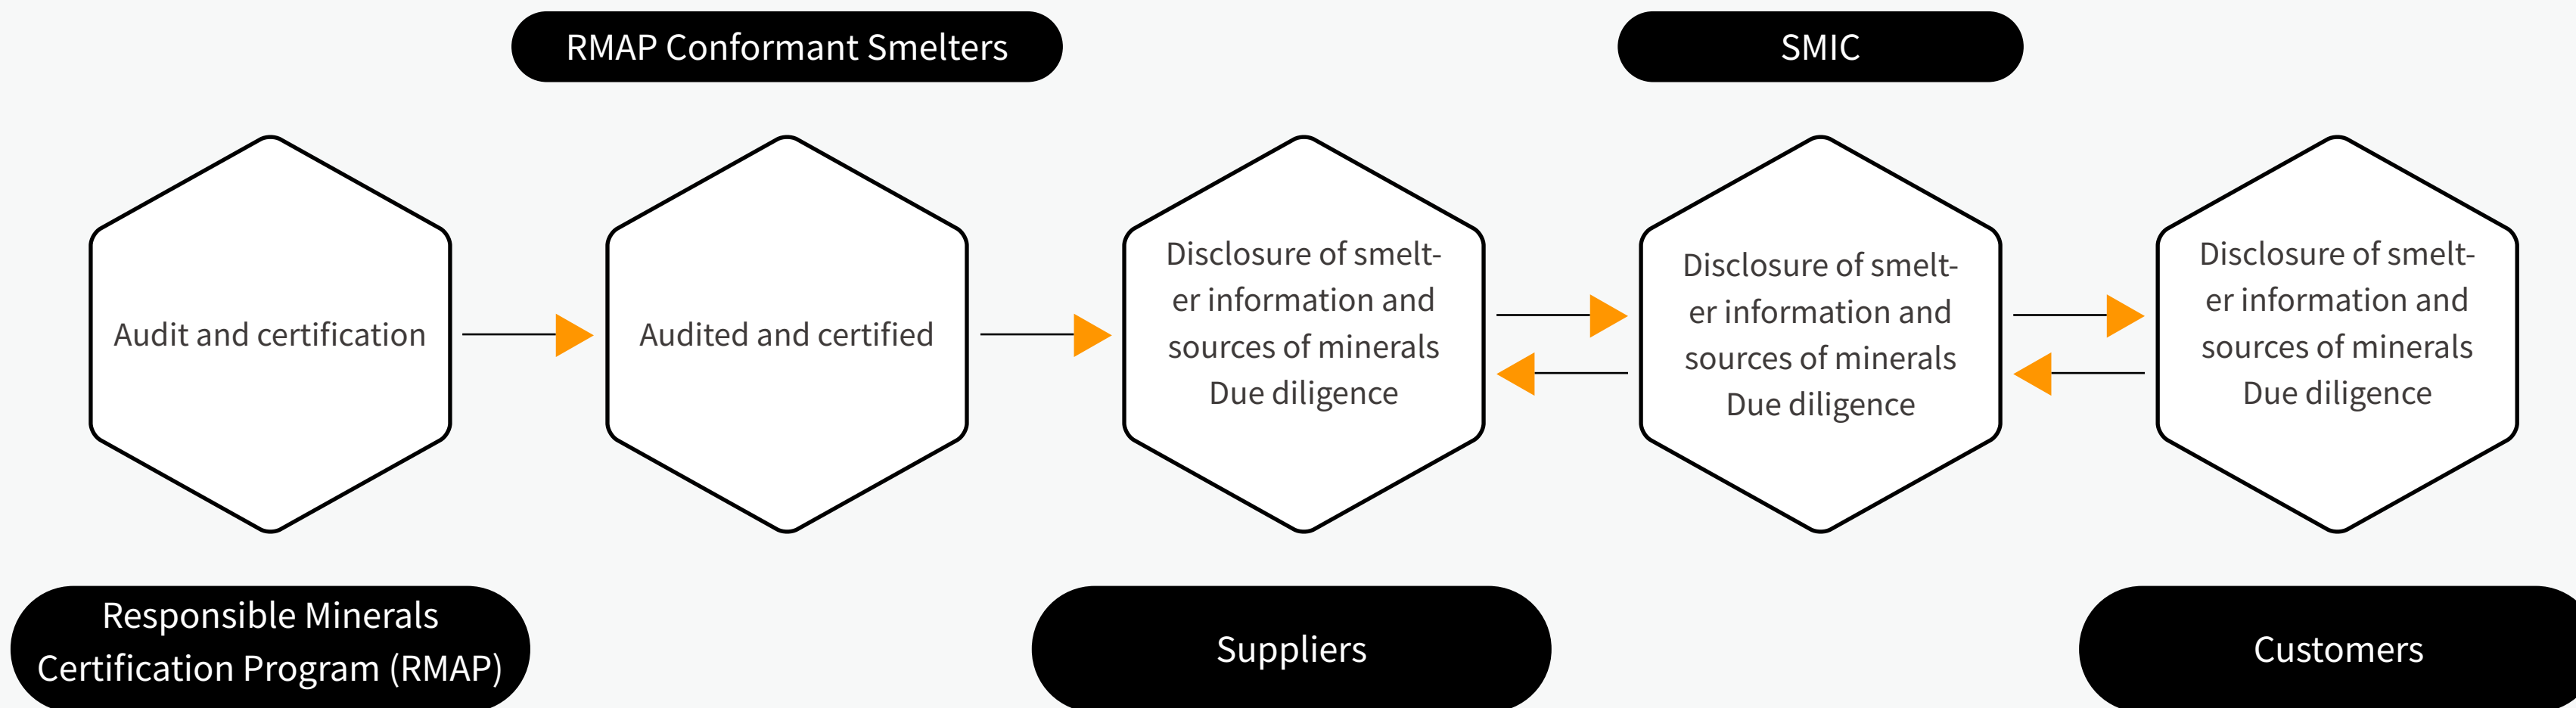 RMAP Conformant Smelters
SMIC
Audit and certification
Audited and certified
Disclosure of smelt-
er information and
sources of minerals
Due diligence
Disclosure of smelt-
er information and
sources of minerals
Due diligence
Disclosure of smelt-
er information and
sources of minerals
Due diligence
Responsible Minerals
Certification Program (RMAP)
Suppliers
Customers